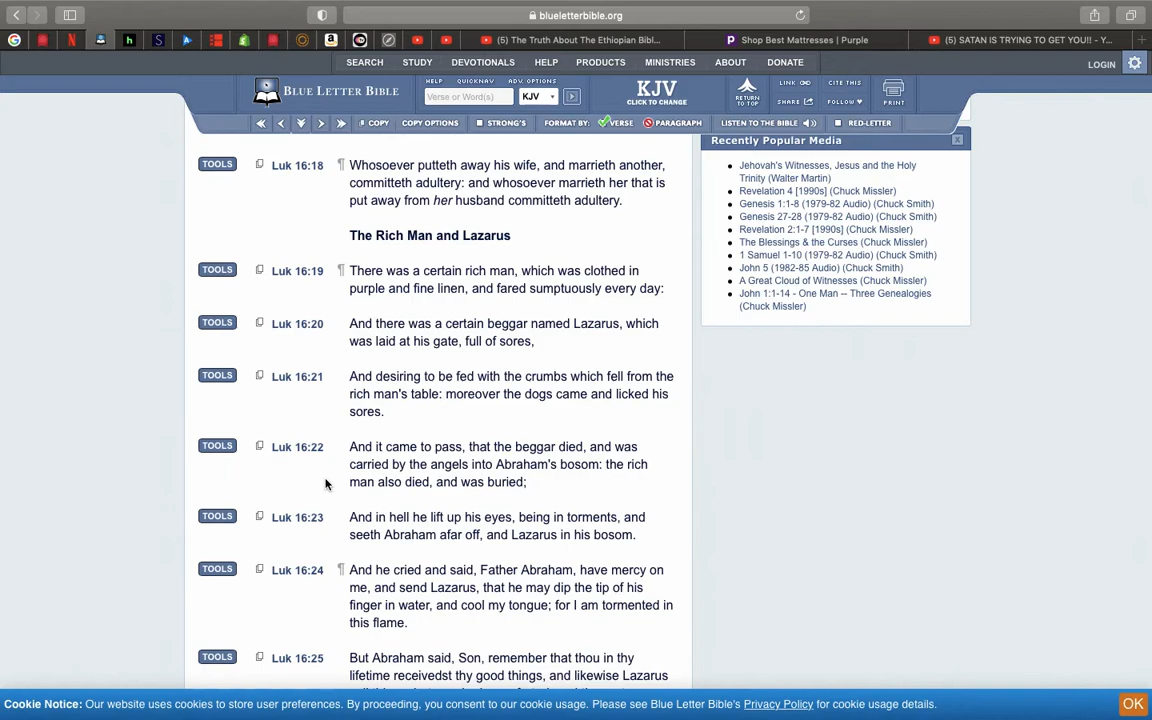 blueletterbible.org
(5) The Truth About The Ethiopian Bibl...
Shop Best Mattresses | Purple
(5) SATAN IS TRYING TO GET YOU!! - Y...
SEARCH STUDY DEVOTIONALS HELP PRODUCTS MINISTRIES ABOUT DONATE LOGIN
BLUE LETTER BIBLE
HELP QUICKNAV ADV. OPTIONS
Verse or Word(s) KJV
KJV
CLICK TO CHANGE
RETURN
TO TOP
LINK CITE THIS
SHARE FOLLOW
PRINT
COPY COPY OPTIONS STRONG'S FORMAT BY: VERSE PARAGRAPH LISTEN TO THE BIBLE RED-LETTER
TOOLS Luk 16:18 ¶ Whosoever putteth away his wife, and marrieth another,
committeth adultery: and whosoever marrieth her that is
put away from her husband committeth adultery.
The Rich Man and Lazarus
TOOLS Luk 16:19 ¶ There was a certain rich man, which was clothed in
purple and fine linen, and fared sumptuously every day:
TOOLS Luk 16:20 And there was a certain beggar named Lazarus, which
was laid at his gate, full of sores,
TOOLS Luk 16:21 And desiring to be fed with the crumbs which fell from the
rich man's table: moreover the dogs came and licked his
sores.
TOOLS Luk 16:22 And it came to pass, that the beggar died, and was
carried by the angels into Abraham's bosom: the rich
man also died, and was buried;
TOOLS Luk 16:23 And in hell he lift up his eyes, being in torments, and
seeth Abraham afar off, and Lazarus in his bosom.
TOOLS Luk 16:24 ¶ And he cried and said, Father Abraham, have mercy on
me, and send Lazarus, that he may dip the tip of his
finger in water, and cool my tongue; for I am tormented in
this flame.
TOOLS Luk 16:25 But Abraham said, Son, remember that thou in thy
lifetime receivedst thy good things, and likewise Lazarus
Recently Popular Media
Jehovah's Witnesses, Jesus and the Holy
Trinity (Walter Martin)
Revelation 4 [1990s] (Chuck Missler)
Genesis 1:1-8 (1979-82 Audio) (Chuck Smith)
Genesis 27-28 (1979-82 Audio) (Chuck Smith)
Revelation 2:1-7 [1990s] (Chuck Missler)
The Blessings & the Curses (Chuck Missler)
1 Samuel 1-10 (1979-82 Audio) (Chuck Smith)
John 5 (1982-85 Audio) (Chuck Smith)
A Great Cloud of Witnesses (Chuck Missler)
John 1:1-14 - One Man -- Three Genealogies
(Chuck Missler)
Cookie Notice: Our website uses cookies to store user preferences. By proceeding, you consent to our cookie usage. Please see Blue Letter Bible's Privacy Policy for cookie usage details. OK